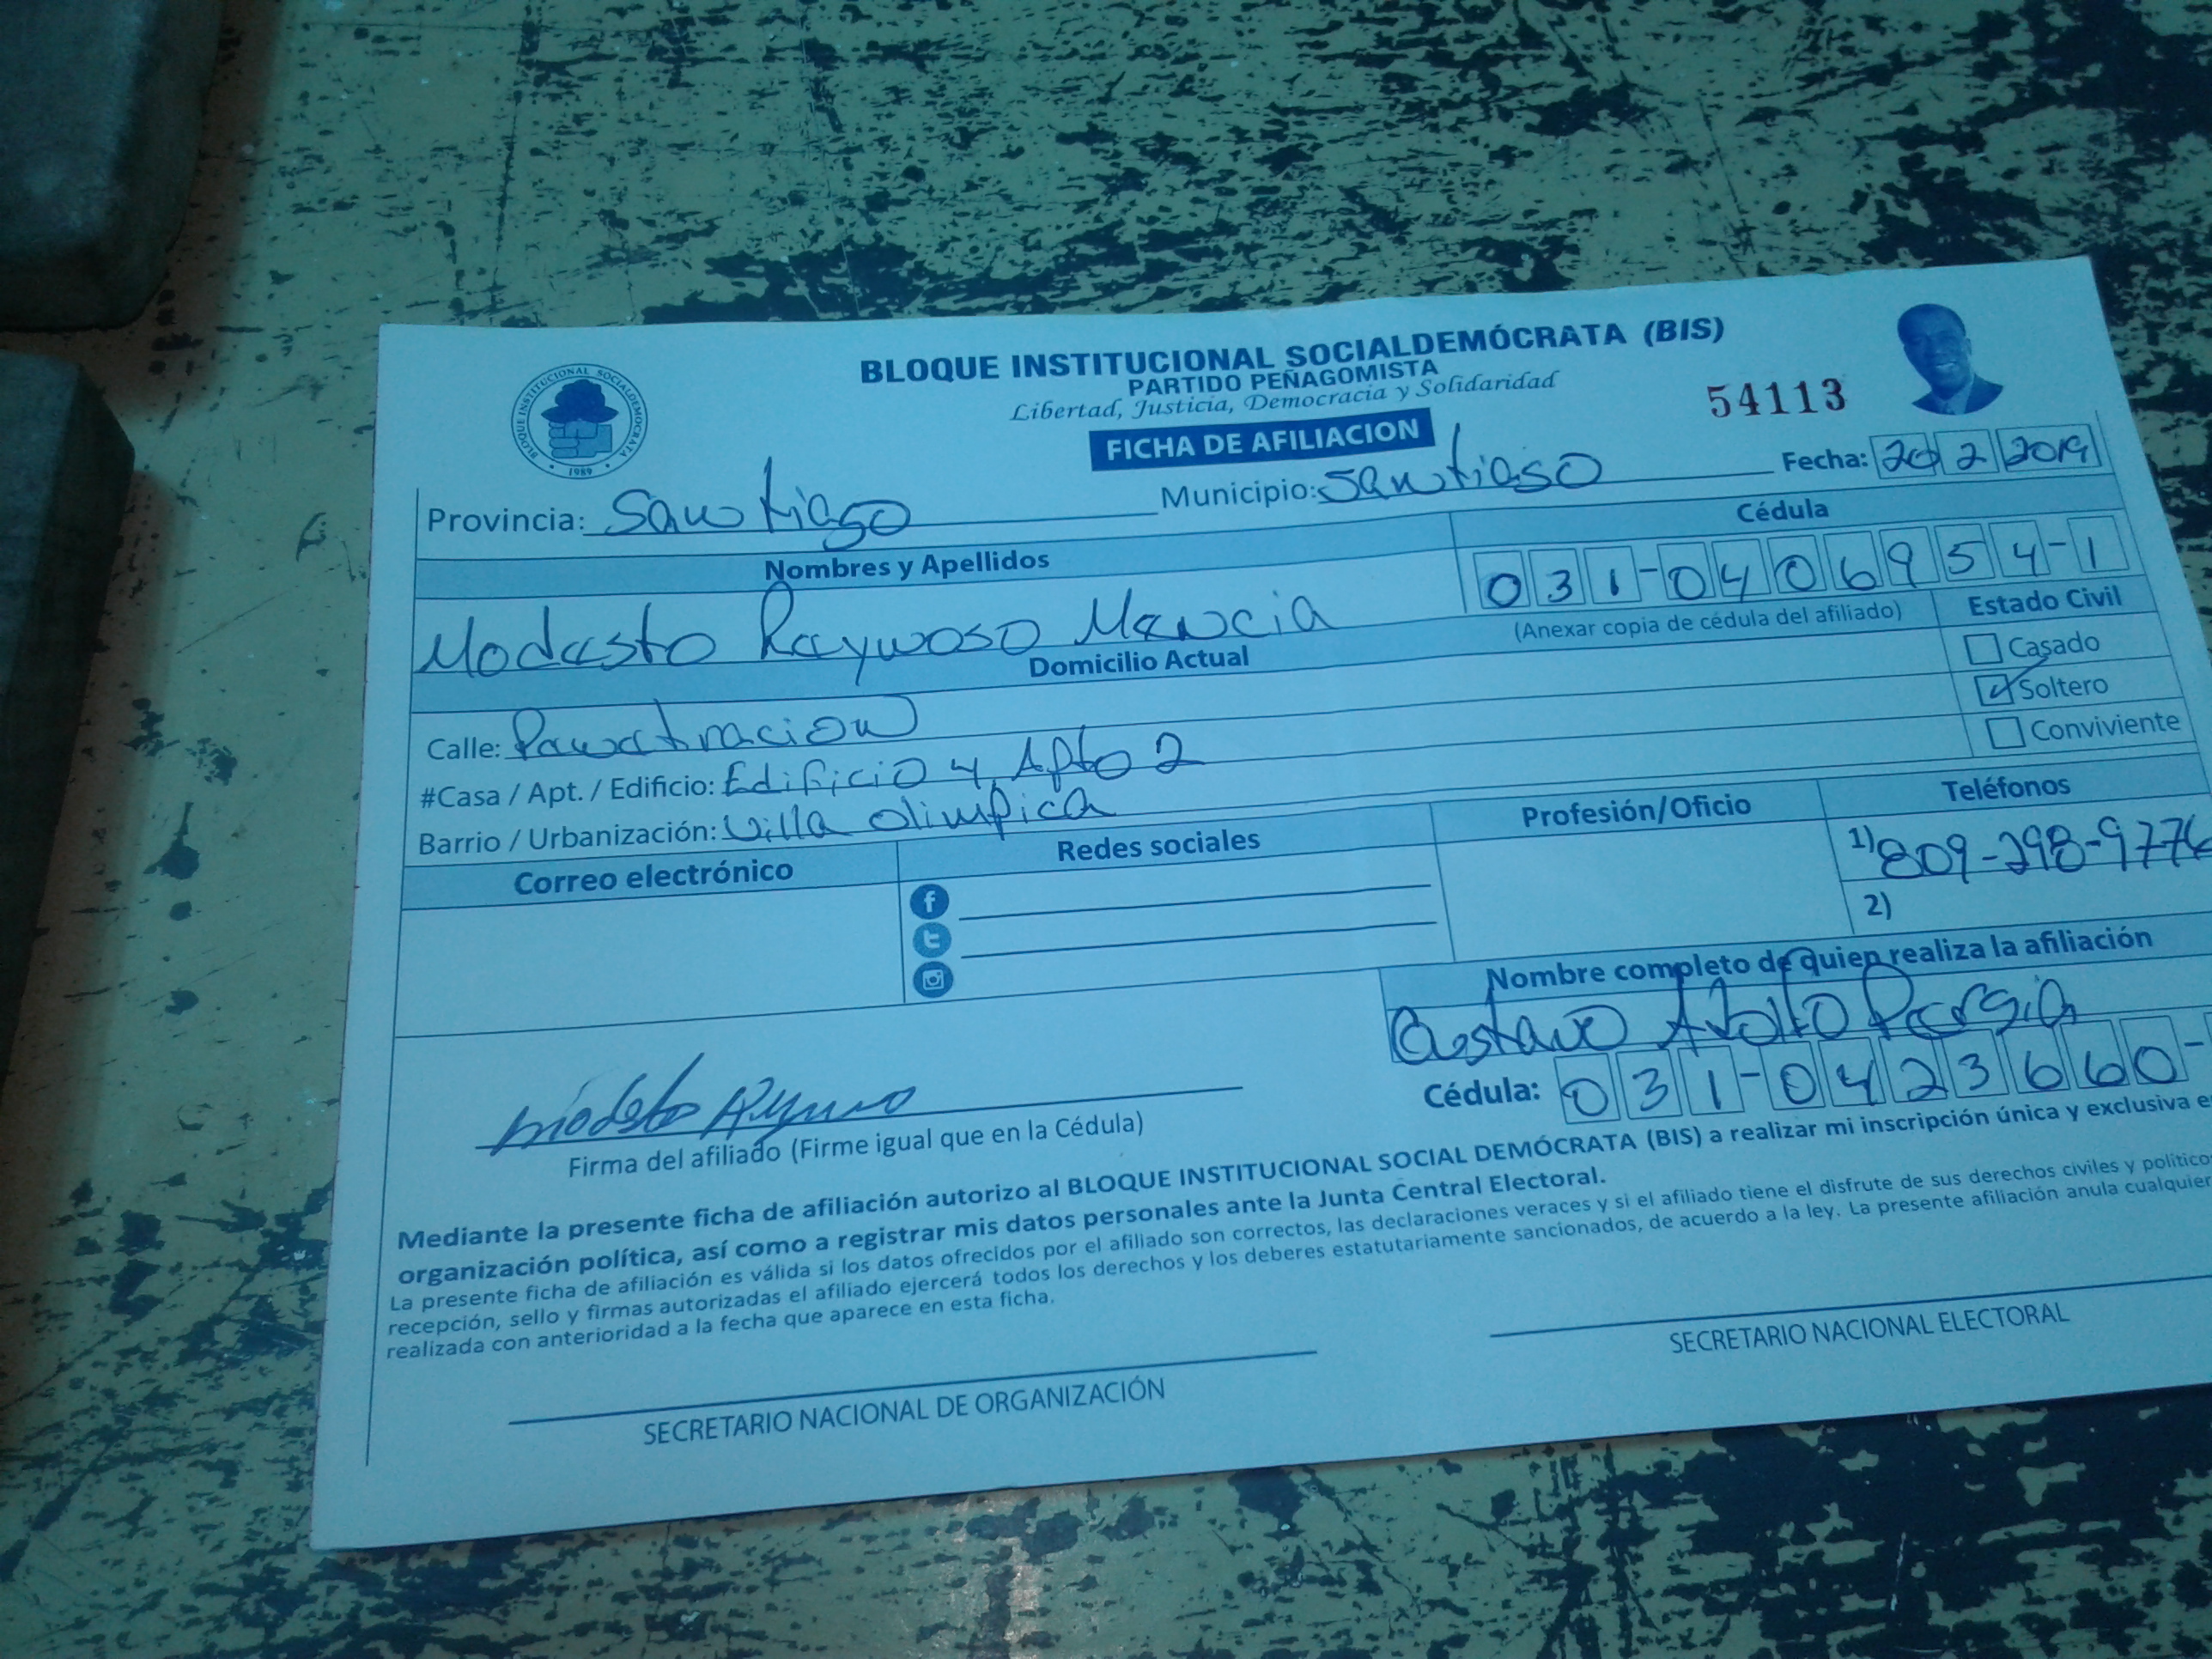 BLOQUE INSTITUCIONAL SOCIALDEMÓCRATA (BIS)
PARTIDO PEÑAGOMISTA
Libertad, Justicia, Democracia y Solidaridad
54113
FICHA DE AFILIACION
BLOQUE INSTITUCIONAL SOCIALDEMOCRATA
1989
Provincia: Santiago Municipio: Santiago Fecha: 20 2 2019
Nombres y Apellidos Cédula
Modesto Raynoso Mancia 031-0406954-1
(Anexar copia de cédula del afiliado) Estado Civil
Domicilio Actual Casado
Calle: Soltero
#Casa / Apt. / Edificio: Edificio 4, Apto 2 Conviviente
Barrio / Urbanización: Villa Olimpica
Correo electrónico Redes sociales Profesión/Oficio Teléfonos
1) 809-298-977
2)
Nombre completo de quien realiza la afiliación
Gustavo
Cédula: 031-0423660-
Modesto
Firma del afiliado (Firme igual que en la Cédula)
Mediante la presente ficha de afiliación autorizo al BLOQUE INSTITUCIONAL SOCIAL DEMÓCRATA (BIS) a realizar mi inscripción única y exclusiva e
organización política, así como a registrar mis datos personales ante la Junta Central Electoral.
La presente ficha de afiliación es válida si los datos ofrecidos por el afiliado son correctos, las declaraciones veraces y si el afiliado tiene el disfrute de sus derechos civiles y político
recepción, sello y firmas autorizadas el afiliado ejercerá todos los derechos y los deberes estatutariamente sancionados, de acuerdo a la ley. La presente afiliación anula cualquier
realizada con anterioridad a la fecha que aparece en esta ficha.
SECRETARIO NACIONAL DE ORGANIZACIÓN SECRETARIO NACIONAL ELECTORAL